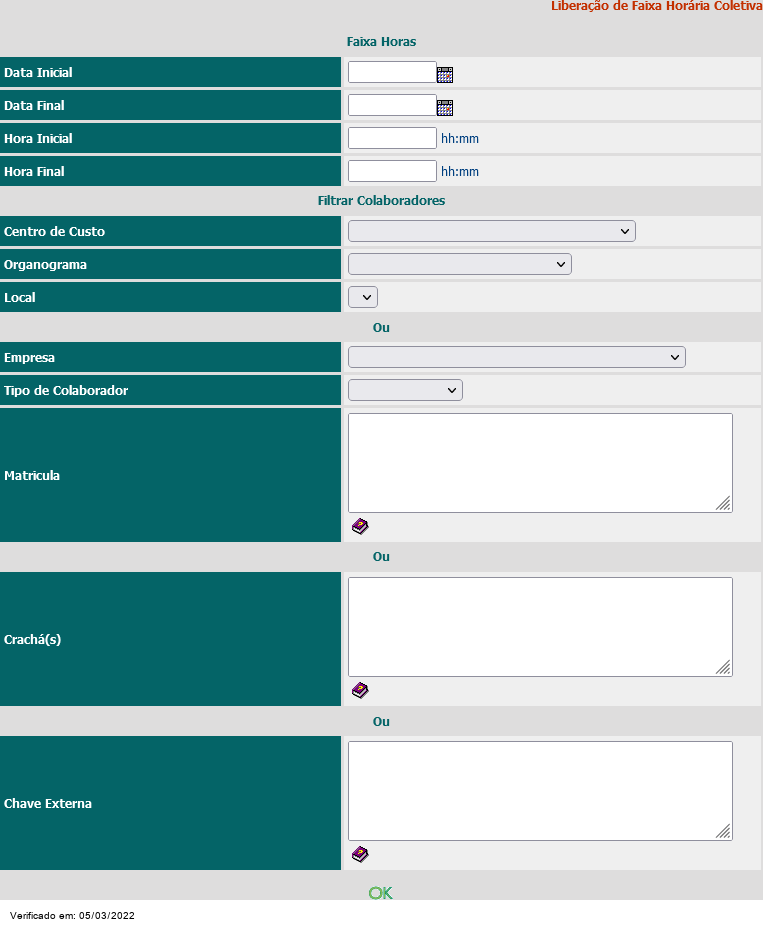 Liberação de Faixa Horária Coletiva
Faixa Horas
Data Inicial
Data Final
Hora Inicial hh:mm
Hora Final hh:mm
Filtrar Colaboradores
Centro de Custo
Organograma
Local
Ou
Empresa
Tipo de Colaborador
Matricula
Ou
Crachá(s)
Ou
Chave Externa
OK
Verificado em: 05/03/2022